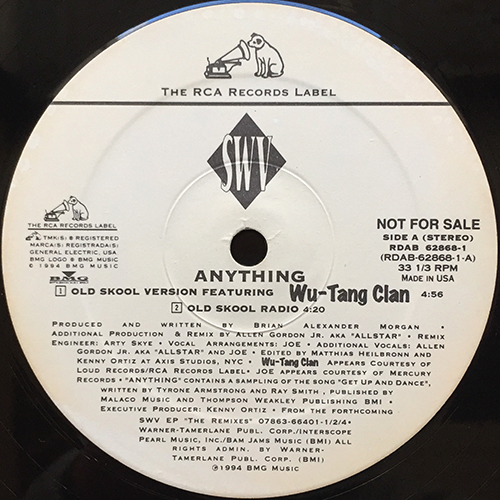 THE RCA RECORDS LABEL
SWV
THE RCA RECORDS LABEL
TMK(S) ® REGISTERED
MARCA(S) REGISTRADA(S)
GENERAL ELECTRIC, USA
BMG LOGO ® BMG MUSIC
© 1994 BMG MUSIC
BMG
NOT FOR SALE
SIDE A (STEREO)
RDAB 62868-1
(RDAB-62868-1-A)
33 1/3 RPM
MADE IN USA
ANYTHING
1 OLD SKOOL VERSION FEATURING Wu-Tang Clan 4:56
2 OLD SKOOL RADIO 4:20
PRODUCED AND WRITTEN BY BRIAN ALEXANDER MORGAN •
ADDITIONAL PRODUCTION & REMIX BY ALLEN GORDON JR. AKA "ALLSTAR" • REMIX
ENGINEER: ARTY SKYE • VOCAL ARRANGEMENTS: JOE • ADDITIONAL VOCALS: ALLEN
GORDON JR. AKA "ALLSTAR" AND JOE • EDITED BY MATTHIAS HEILBRONN AND
KENNY ORTIZ AT AXIS STUDIOS, NYC • Wu-Tang Clan APPEARS COURTESY OF
LOUD RECORDS/RCA RECORDS LABEL • JOE APPEARS COURTESY OF MERCURY
RECORDS • "ANYTHING" CONTAINS A SAMPLING OF THE SONG "GET UP AND DANCE",
WRITTEN BY TYRONE ARMSTRONG AND RAY SMITH, PUBLISHED BY
MALACO MUSIC AND THOMPSON WEAKLEY PUBLISHING BMI •
EXECUTIVE PRODUCER: KENNY ORTIZ • FROM THE FORTHCOMING
SWV EP "THE REMIXES" 07863-66401-1/2/4 •
WARNER-TAMERLANE PUBL. CORP./INTERSCOPE
PEARL MUSIC, INC./BAM JAMS MUSIC (BMI) ALL
RIGHTS ADMIN. BY WARNER-
TAMERLANE PUBL. CORP. (BMI)
℗1994 BMG MUSIC